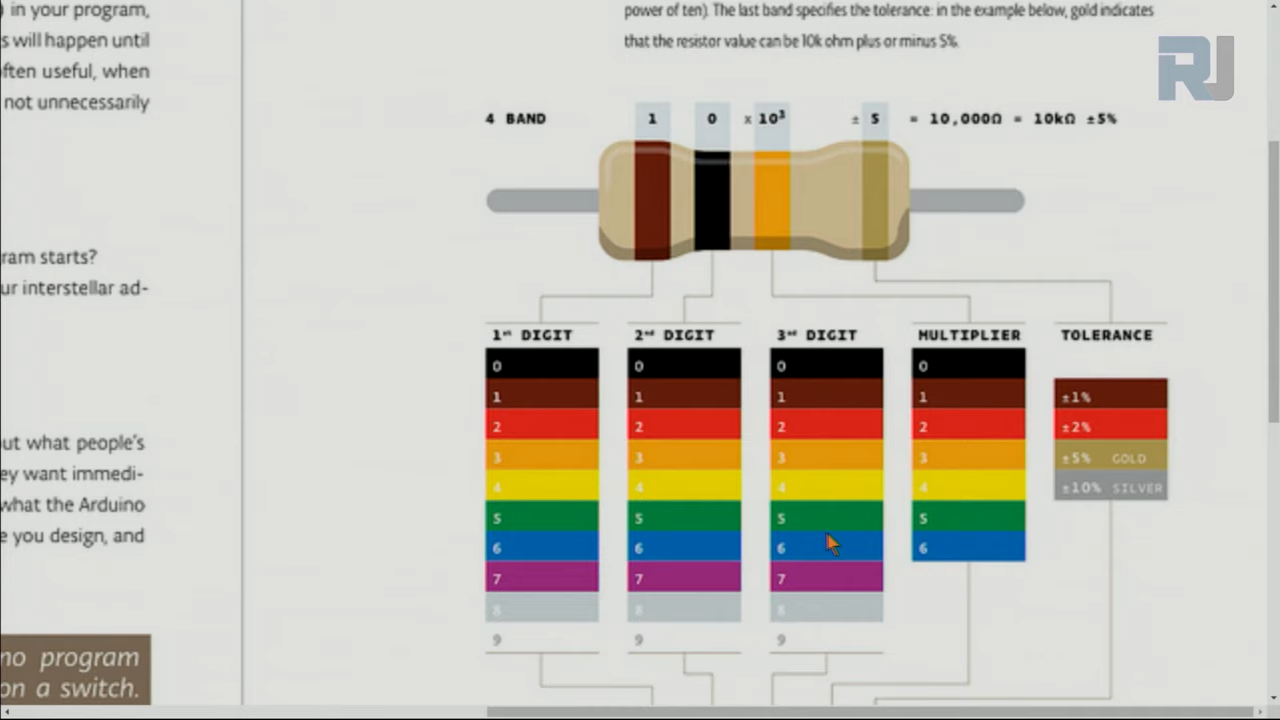 ) in your program,
s will happen until
often useful, when
not unnecessarily
ram starts?
ur interstellar ad-
out what people's
ey want immedi-
what the Arduino
e you design, and
no program
on a switch.
power of ten). The last band specifies the tolerance: in the example below, gold indicates
that the resistor value can be 10k ohm plus or minus 5%.
RJ
4 BAND 1 0 x 10³ ± 5 = 10,000Ω = 10kΩ ±5%
1st DIGIT 2nd DIGIT 3rd DIGIT MULTIPLIER TOLERANCE
0 0 0 0
1 1 1 1 ±1%
2 2 2 2 ±2%
3 3 3 3 ±5% GOLD
4 4 4 4 ±10% SILVER
5 5 5 5
6 6 6 6
7 7 7
8 8 8
9 9 9